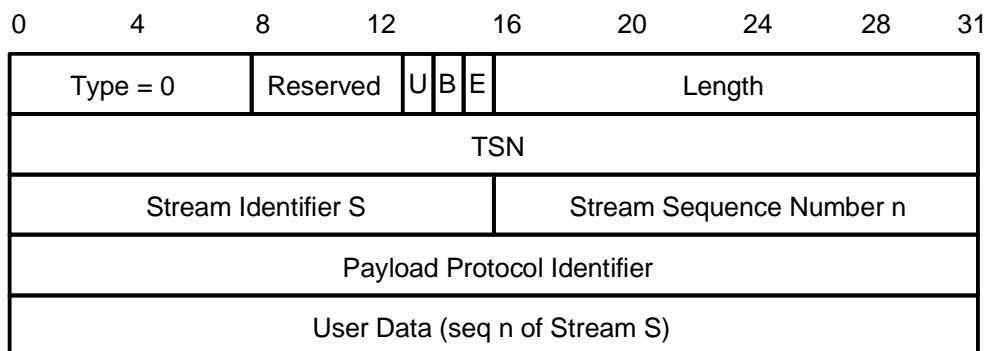 0 4 8 12 16 20 24 28 31
Type = 0 Reserved U B E Length
TSN
Stream Identifier S Stream Sequence Number n
Payload Protocol Identifier
User Data (seq n of Stream S)